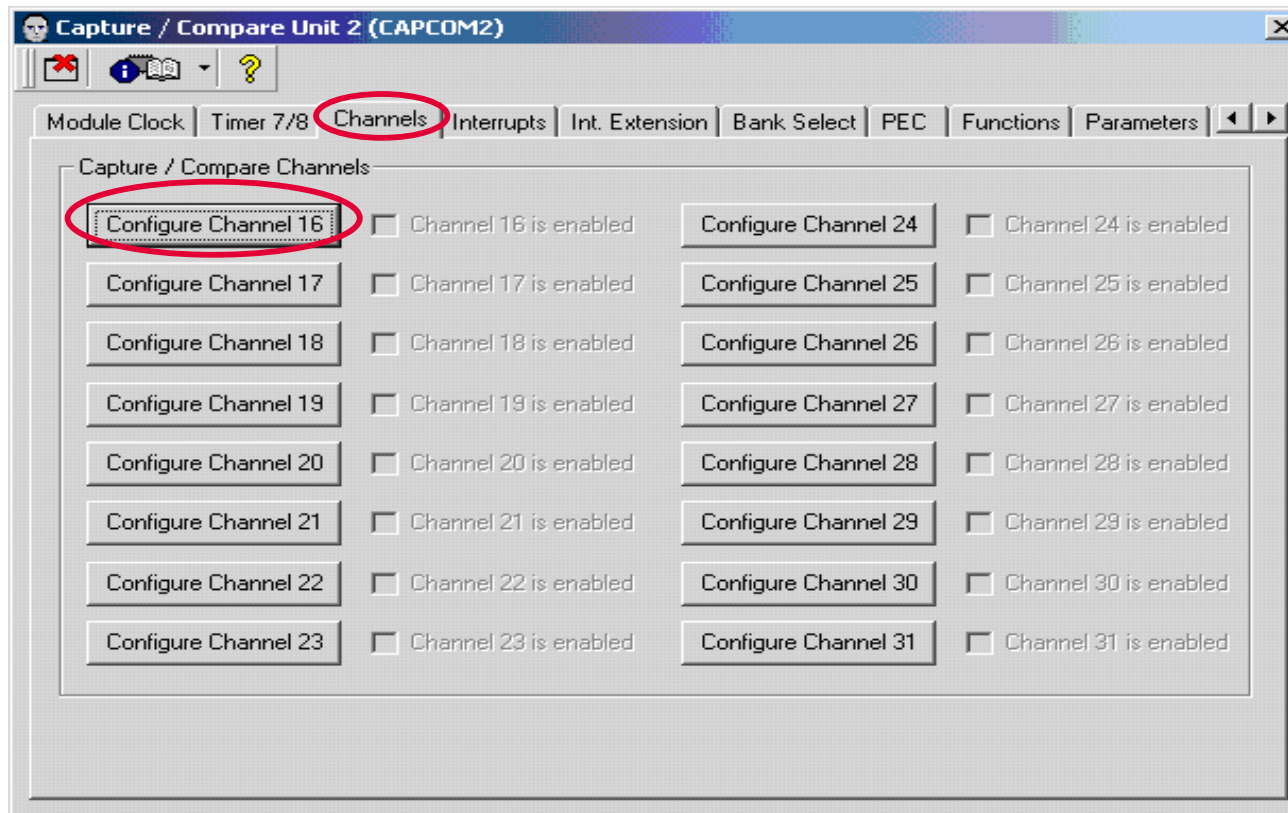 Capture / Compare Unit 2 (CAPCOM2)
Module Clock Timer 7/8 Channels Interrupts Int. Extension Bank Select PEC Functions Parameters
Capture / Compare Channels
Configure Channel 16 Channel 16 is enabled Configure Channel 24 Channel 24 is enabled
Configure Channel 17 Channel 17 is enabled Configure Channel 25 Channel 25 is enabled
Configure Channel 18 Channel 18 is enabled Configure Channel 26 Channel 26 is enabled
Configure Channel 19 Channel 19 is enabled Configure Channel 27 Channel 27 is enabled
Configure Channel 20 Channel 20 is enabled Configure Channel 28 Channel 28 is enabled
Configure Channel 21 Channel 21 is enabled Configure Channel 29 Channel 29 is enabled
Configure Channel 22 Channel 22 is enabled Configure Channel 30 Channel 30 is enabled
Configure Channel 23 Channel 23 is enabled Configure Channel 31 Channel 31 is enabled